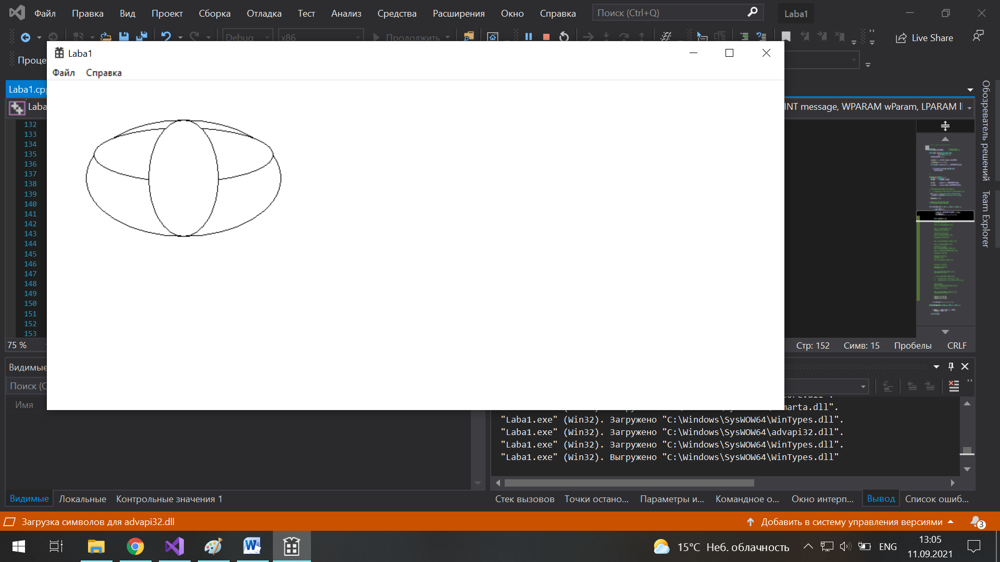 Файл Правка Вид Проект Сборка Отладка Тест Анализ Средства Расширения Окно Справка Поиск (Ctrl+Q) Laba1
Debug x86 Продолжить Live Share
Laba1
Проце
Файл Справка
Laba1.cpp
Laba
INT message, WPARAM wParam, LPARAM l
Обозреватель решений
Team Explorer
132
133
134
135
136
137
138
139
140
141
142
143
144
145
146
147
148
149
150
151
152
153
75 %
Стр: 152 Симв: 15 Пробелы CRLF
Видимые
Поиск (C
Имя
marta.dll".
"Laba1.exe" (Win32). Загружено "C:\Windows\SysWOW64\WinTypes.dll".
"Laba1.exe" (Win32). Загружено "C:\Windows\SysWOW64\advapi32.dll".
"Laba1.exe" (Win32). Загружено "C:\Windows\SysWOW64\WinTypes.dll".
"Laba1.exe" (Win32). Выгружено "C:\Windows\SysWOW64\WinTypes.dll"
Видимые Локальные Контрольные значения 1
Стек вызовов Точки остано... Параметры и... Командное о... Окно интерп... Вывод Список ошиб...
Загрузка символов для advapi32.dll
Добавить в систему управления версиями 3
15°C Неб. облачность ENG 13:05
11.09.2021